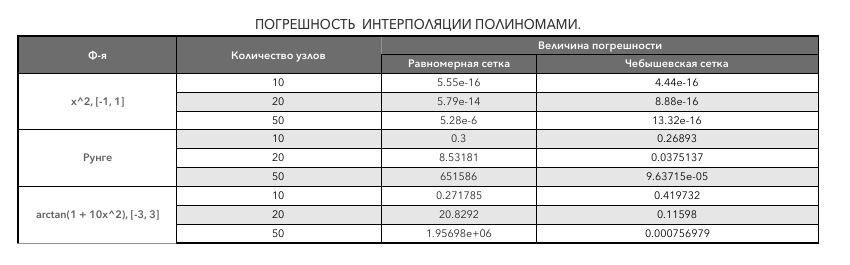 ПОГРЕШНОСТЬ ИНТЕРПОЛЯЦИИ ПОЛИНОМАМИ.
Ф-я Количество узлов Величина погрешности
Равномерная сетка Чебышевская сетка
x^2, [-1, 1]
10 5.55e-16 4.44e-16
20 5.79e-14 8.88e-16
50 5.28e-6 13.32e-16
Рунге
10 0.3 0.26893
20 8.53181 0.0375137
50 651586 9.63715e-05
arctan(1 + 10x^2), [-3, 3]
10 0.271785 0.419732
20 20.8292 0.11598
50 1.95698e+06 0.000756979